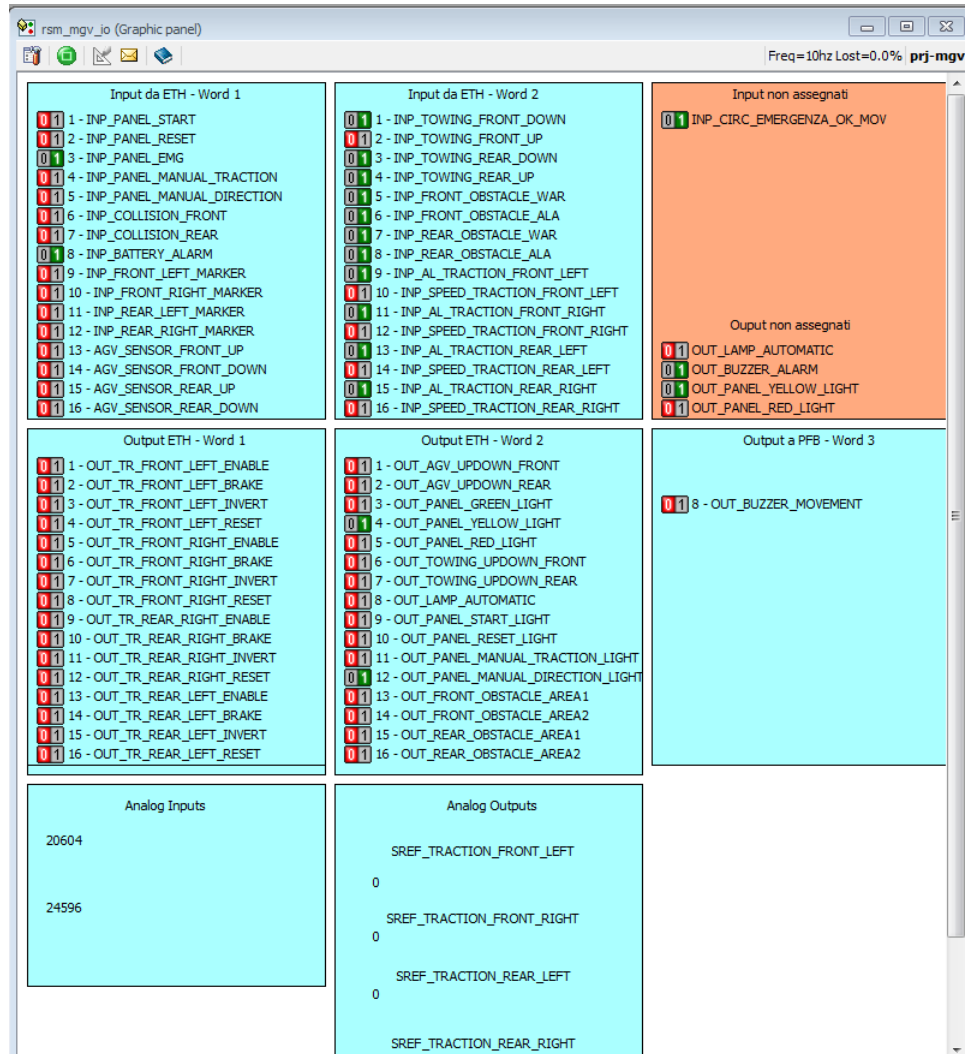 rsm_mgv_io (Graphic panel)
Freq=10hz Lost=0.0% prj-mgv
Input da ETH - Word 1
0 1 1 - INP_PANEL_START
0 1 2 - INP_PANEL_RESET
0 1 3 - INP_PANEL_EMG
0 1 4 - INP_PANEL_MANUAL_TRACTION
0 1 5 - INP_PANEL_MANUAL_DIRECTION
0 1 6 - INP_COLLISION_FRONT
0 1 7 - INP_COLLISION_REAR
0 1 8 - INP_BATTERY_ALARM
0 1 9 - INP_FRONT_LEFT_MARKER
0 1 10 - INP_FRONT_RIGHT_MARKER
0 1 11 - INP_REAR_LEFT_MARKER
0 1 12 - INP_REAR_RIGHT_MARKER
0 1 13 - AGV_SENSOR_FRONT_UP
0 1 14 - AGV_SENSOR_FRONT_DOWN
0 1 15 - AGV_SENSOR_REAR_UP
0 1 16 - AGV_SENSOR_REAR_DOWN
Input da ETH - Word 2
0 1 1 - INP_TOWING_FRONT_DOWN
0 1 2 - INP_TOWING_FRONT_UP
0 1 3 - INP_TOWING_REAR_DOWN
0 1 4 - INP_TOWING_REAR_UP
0 1 5 - INP_FRONT_OBSTACLE_WAR
0 1 6 - INP_FRONT_OBSTACLE_ALA
0 1 7 - INP_REAR_OBSTACLE_WAR
0 1 8 - INP_REAR_OBSTACLE_ALA
0 1 9 - INP_AL_TRACTION_FRONT_LEFT
0 1 10 - INP_SPEED_TRACTION_FRONT_LEFT
0 1 11 - INP_AL_TRACTION_FRONT_RIGHT
0 1 12 - INP_SPEED_TRACTION_FRONT_RIGHT
0 1 13 - INP_AL_TRACTION_REAR_LEFT
0 1 14 - INP_SPEED_TRACTION_REAR_LEFT
0 1 15 - INP_AL_TRACTION_REAR_RIGHT
0 1 16 - INP_SPEED_TRACTION_REAR_RIGHT
Input non assegnati
0 1 INP_CIRC_EMERGENZA_OK_MOV
Ouput non assegnati
0 1 OUT_LAMP_AUTOMATIC
0 1 OUT_BUZZER_ALARM
0 1 OUT_PANEL_YELLOW_LIGHT
0 1 OUT_PANEL_RED_LIGHT
Output ETH - Word 1
0 1 1 - OUT_TR_FRONT_LEFT_ENABLE
0 1 2 - OUT_TR_FRONT_LEFT_BRAKE
0 1 3 - OUT_TR_FRONT_LEFT_INVERT
0 1 4 - OUT_TR_FRONT_LEFT_RESET
0 1 5 - OUT_TR_FRONT_RIGHT_ENABLE
0 1 6 - OUT_TR_FRONT_RIGHT_BRAKE
0 1 7 - OUT_TR_FRONT_RIGHT_INVERT
0 1 8 - OUT_TR_FRONT_RIGHT_RESET
0 1 9 - OUT_TR_REAR_RIGHT_ENABLE
0 1 10 - OUT_TR_REAR_RIGHT_BRAKE
0 1 11 - OUT_TR_REAR_RIGHT_INVERT
0 1 12 - OUT_TR_REAR_RIGHT_RESET
0 1 13 - OUT_TR_REAR_LEFT_ENABLE
0 1 14 - OUT_TR_REAR_LEFT_BRAKE
0 1 15 - OUT_TR_REAR_LEFT_INVERT
0 1 16 - OUT_TR_REAR_LEFT_RESET
Output ETH - Word 2
0 1 1 - OUT_AGV_UPDOWN_FRONT
0 1 2 - OUT_AGV_UPDOWN_REAR
0 1 3 - OUT_PANEL_GREEN_LIGHT
0 1 4 - OUT_PANEL_YELLOW_LIGHT
0 1 5 - OUT_PANEL_RED_LIGHT
0 1 6 - OUT_TOWING_UPDOWN_FRONT
0 1 7 - OUT_TOWING_UPDOWN_REAR
0 1 8 - OUT_LAMP_AUTOMATIC
0 1 9 - OUT_PANEL_START_LIGHT
0 1 10 - OUT_PANEL_RESET_LIGHT
0 1 11 - OUT_PANEL_MANUAL_TRACTION_LIGHT
0 1 12 - OUT_PANEL_MANUAL_DIRECTION_LIGHT
0 1 13 - OUT_FRONT_OBSTACLE_AREA1
0 1 14 - OUT_FRONT_OBSTACLE_AREA2
0 1 15 - OUT_REAR_OBSTACLE_AREA1
0 1 16 - OUT_REAR_OBSTACLE_AREA2
Output a PFB - Word 3
0 1 8 - OUT_BUZZER_MOVEMENT
Analog Inputs
20604
24596
Analog Outputs
SREF_TRACTION_FRONT_LEFT
0
SREF_TRACTION_FRONT_RIGHT
0
SREF_TRACTION_REAR_LEFT
0
SREF_TRACTION_REAR_RIGHT